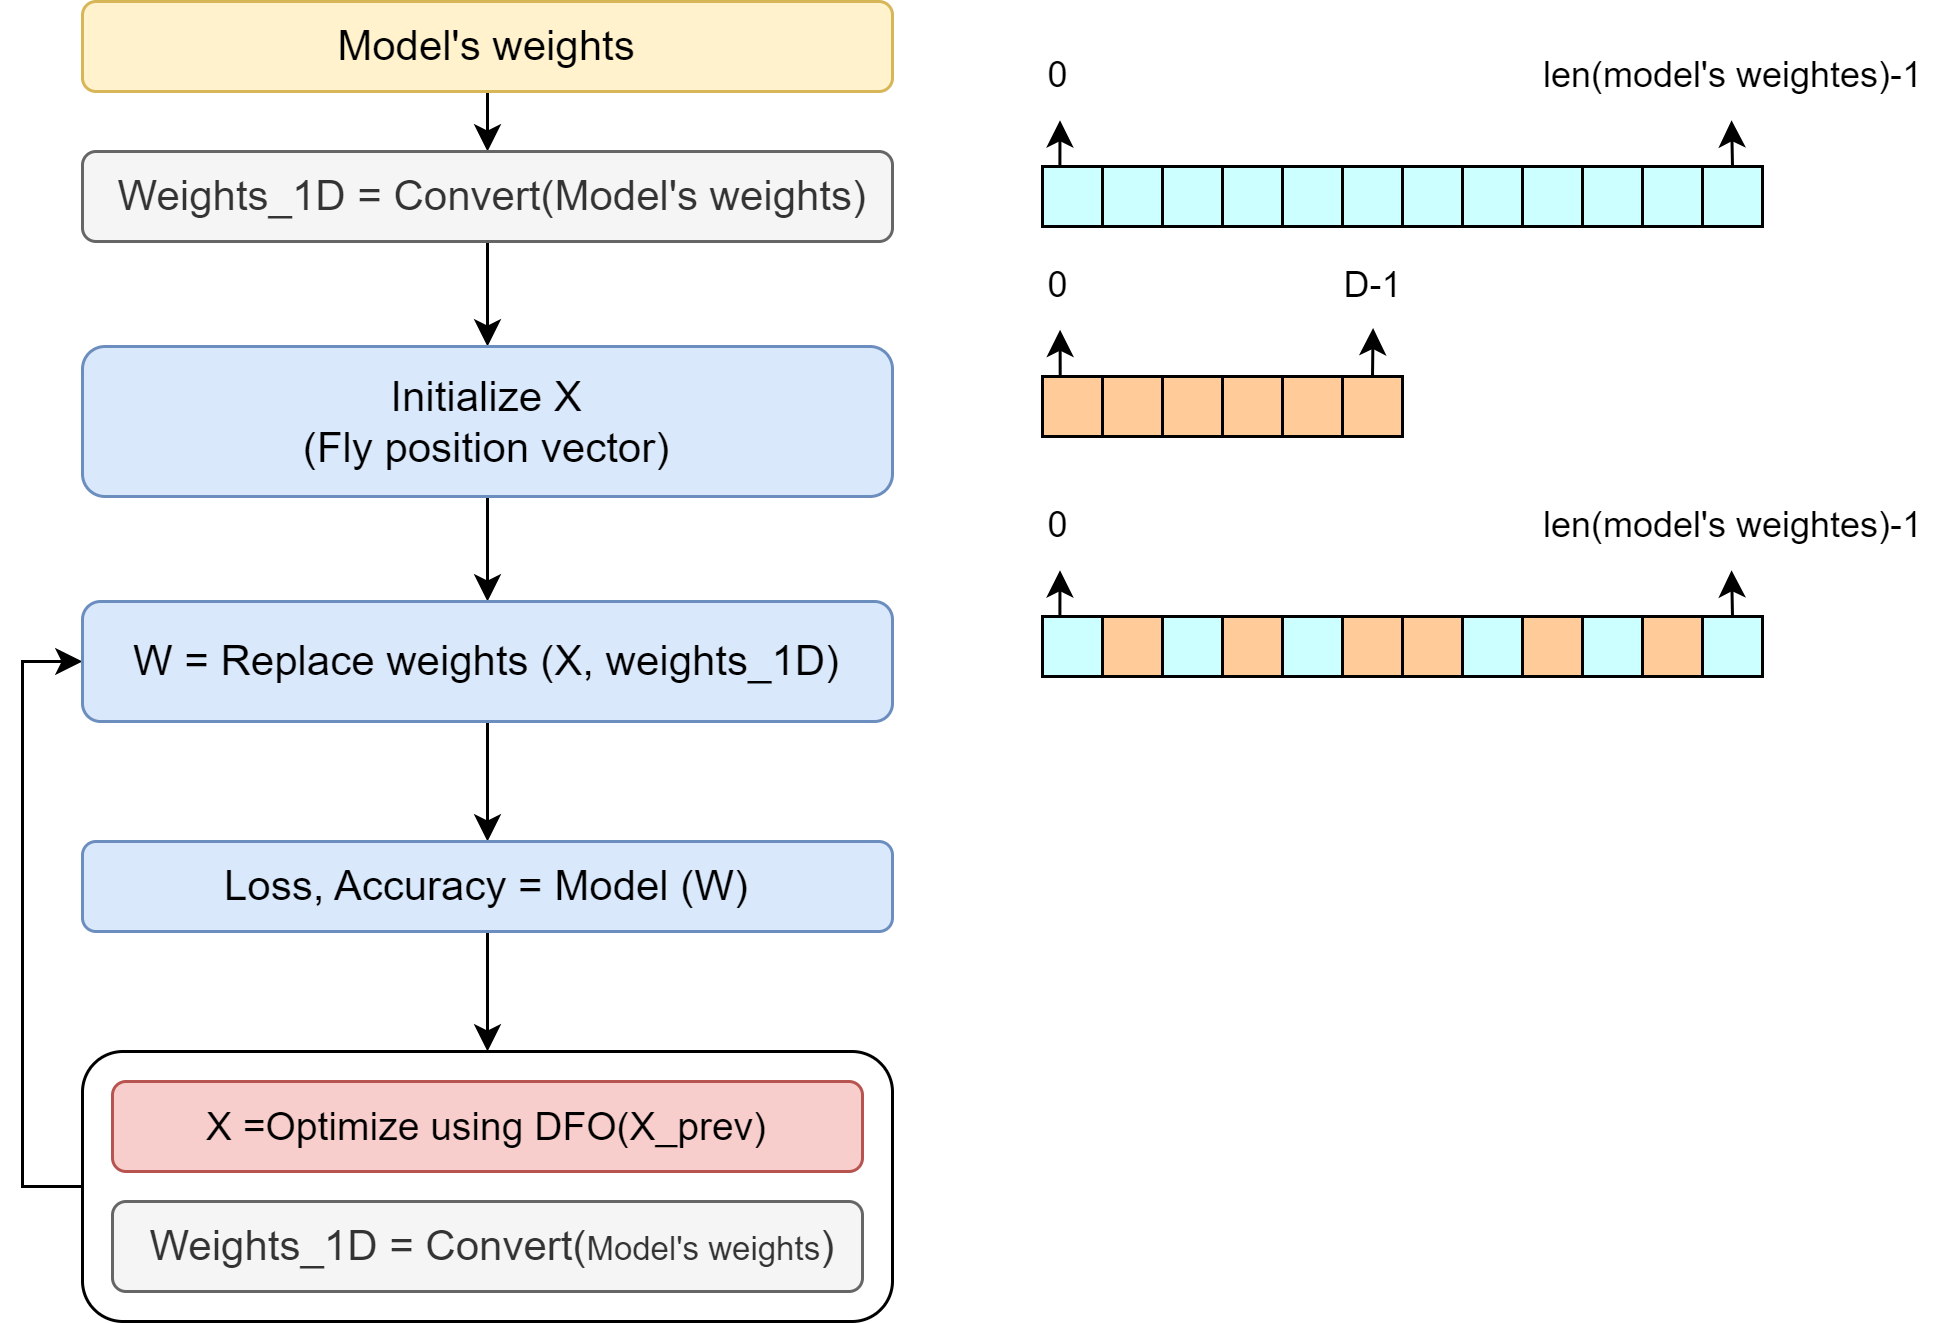 Model's weights
Weights_1D = Convert(Model's weights)
Initialize X
(Fly position vector)
W = Replace weights (X, weights_1D)
Loss, Accuracy = Model (W)
X =Optimize using DFO(X_prev)
Weights_1D = Convert(Model's weights)
0
len(model's weightes)-1
0
D-1
0
len(model's weightes)-1